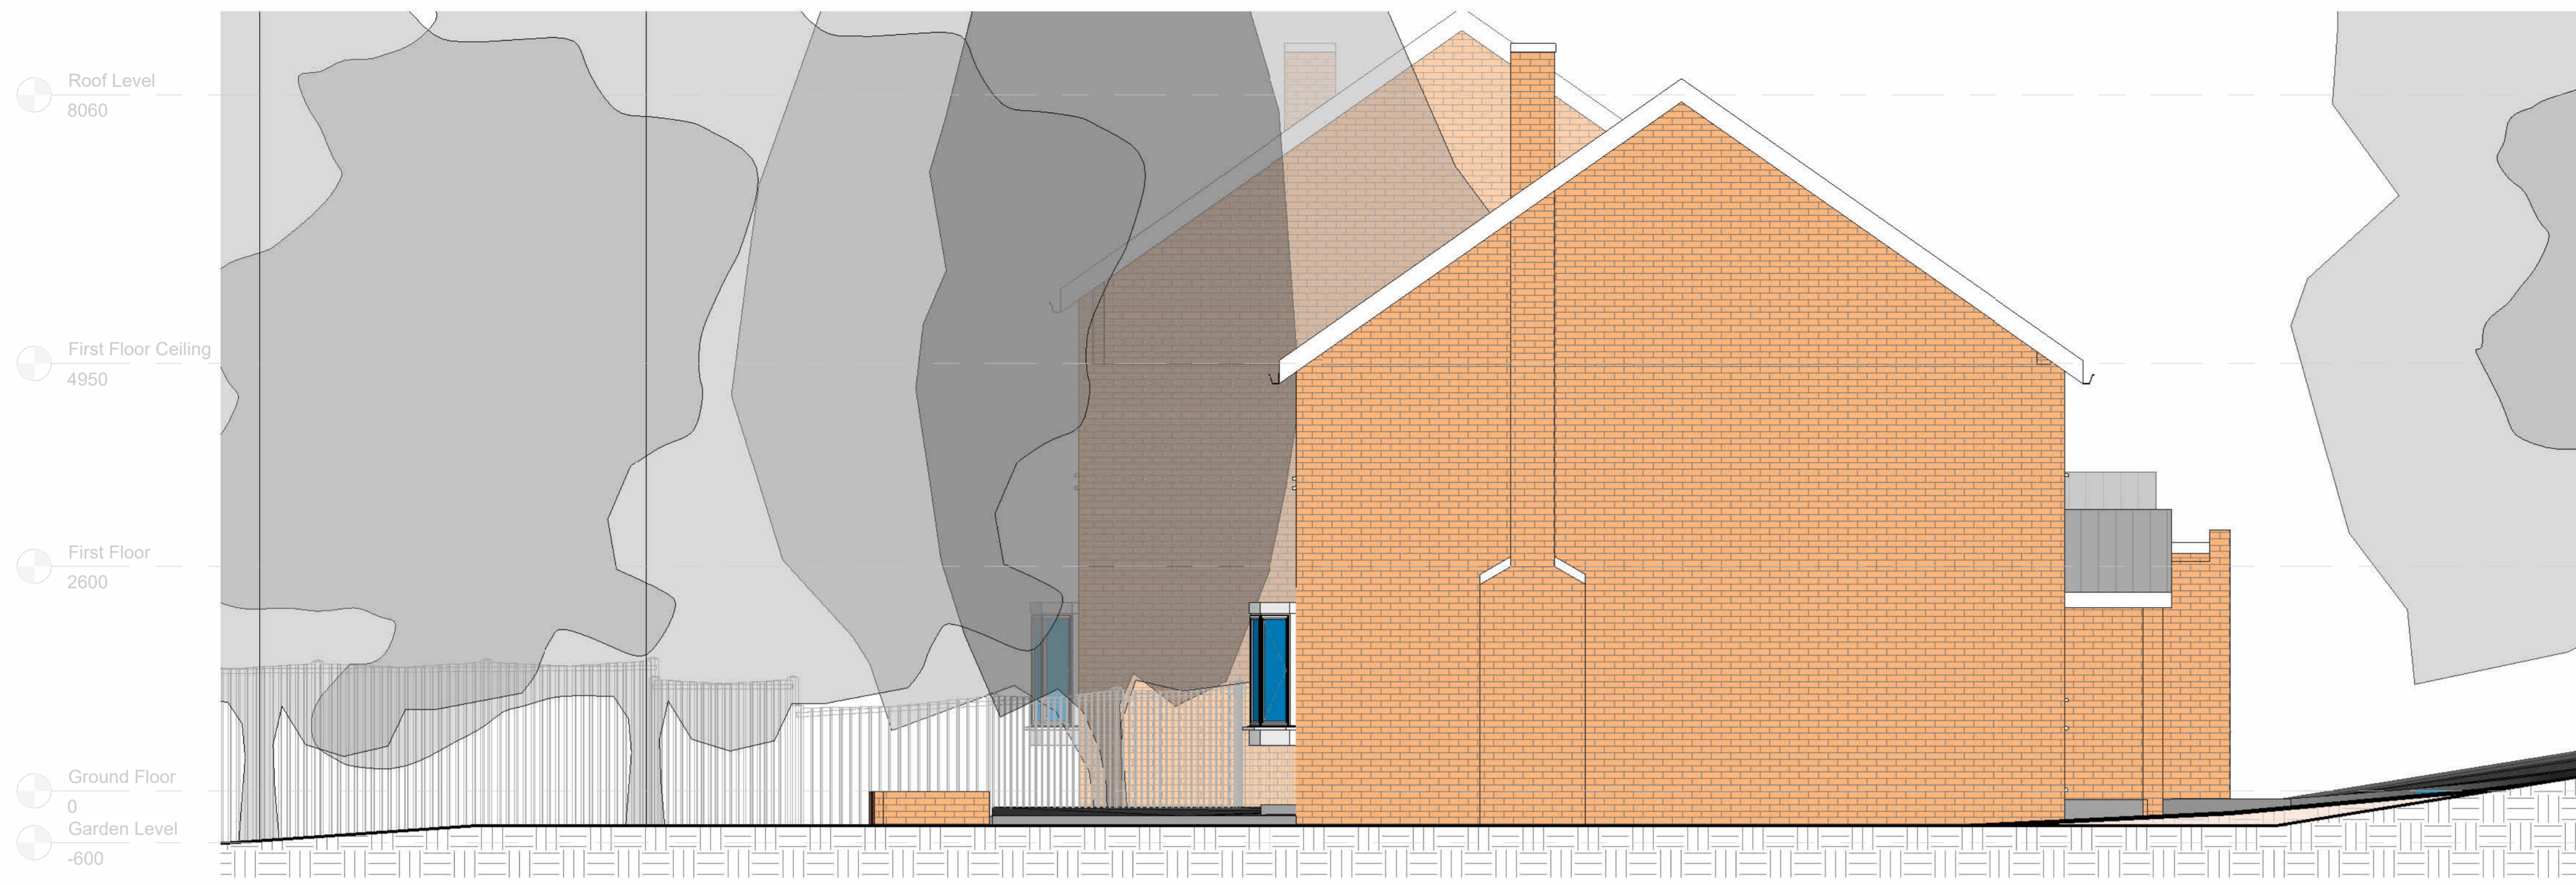 Roof Level
8060
First Floor Ceiling
4950
First Floor
2600
Ground Floor
0
Garden Level
-600